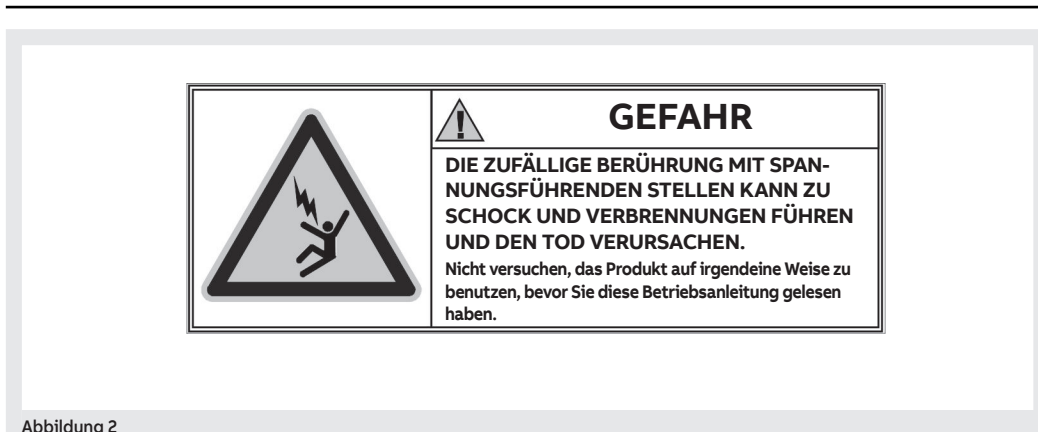 GEFAHR
DIE ZUFÄLLIGE BERÜHRUNG MIT SPAN-
NUNGSFÜHRENDEN STELLEN KANN ZU
SCHOCK UND VERBRENNUNGEN FÜHREN
UND DEN TOD VERURSACHEN.
Nicht versuchen, das Produkt auf irgendeine Weise zu
benutzen, bevor Sie diese Betriebsanleitung gelesen
haben.
Abbildung 2